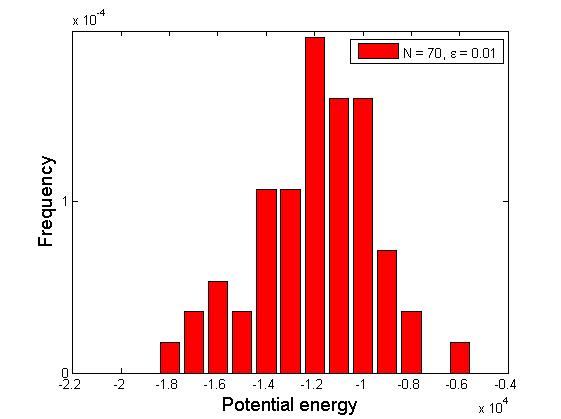 x 10^-4
N = 70, ε = 0.01
1
0
Frequency
-2.2 -2 -1.8 -1.6 -1.4 -1.2 -1 -0.8 -0.6 -0.4
x 10^4
Potential energy